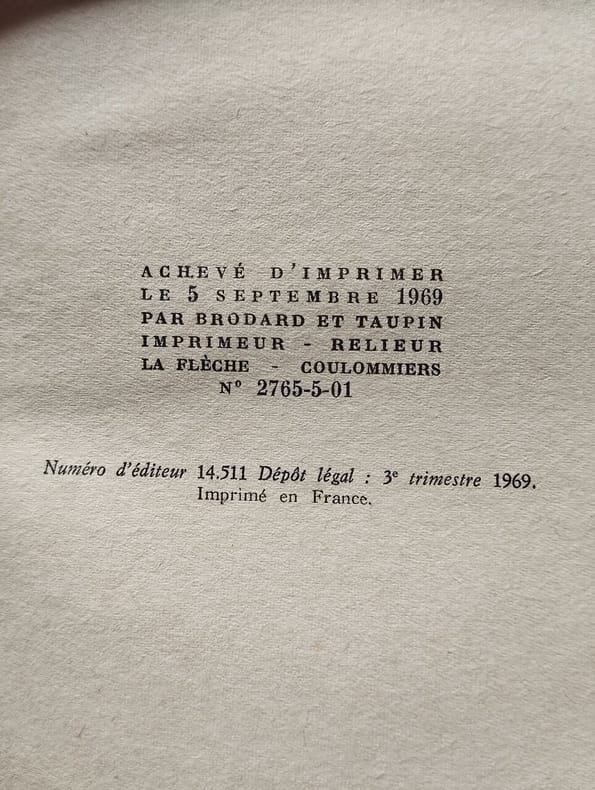 ACHEVÉ D'IMPRIMER
LE 5 SEPTEMBRE 1969
PAR BRODARD ET TAUPIN
IMPRIMEUR - RELIEUR
LA FLÈCHE - COULOMMIERS
Nº 2765-5-01
Numéro d'éditeur 14.511 Dépôt légal : 3e trimestre 1969.
Imprimé en France.